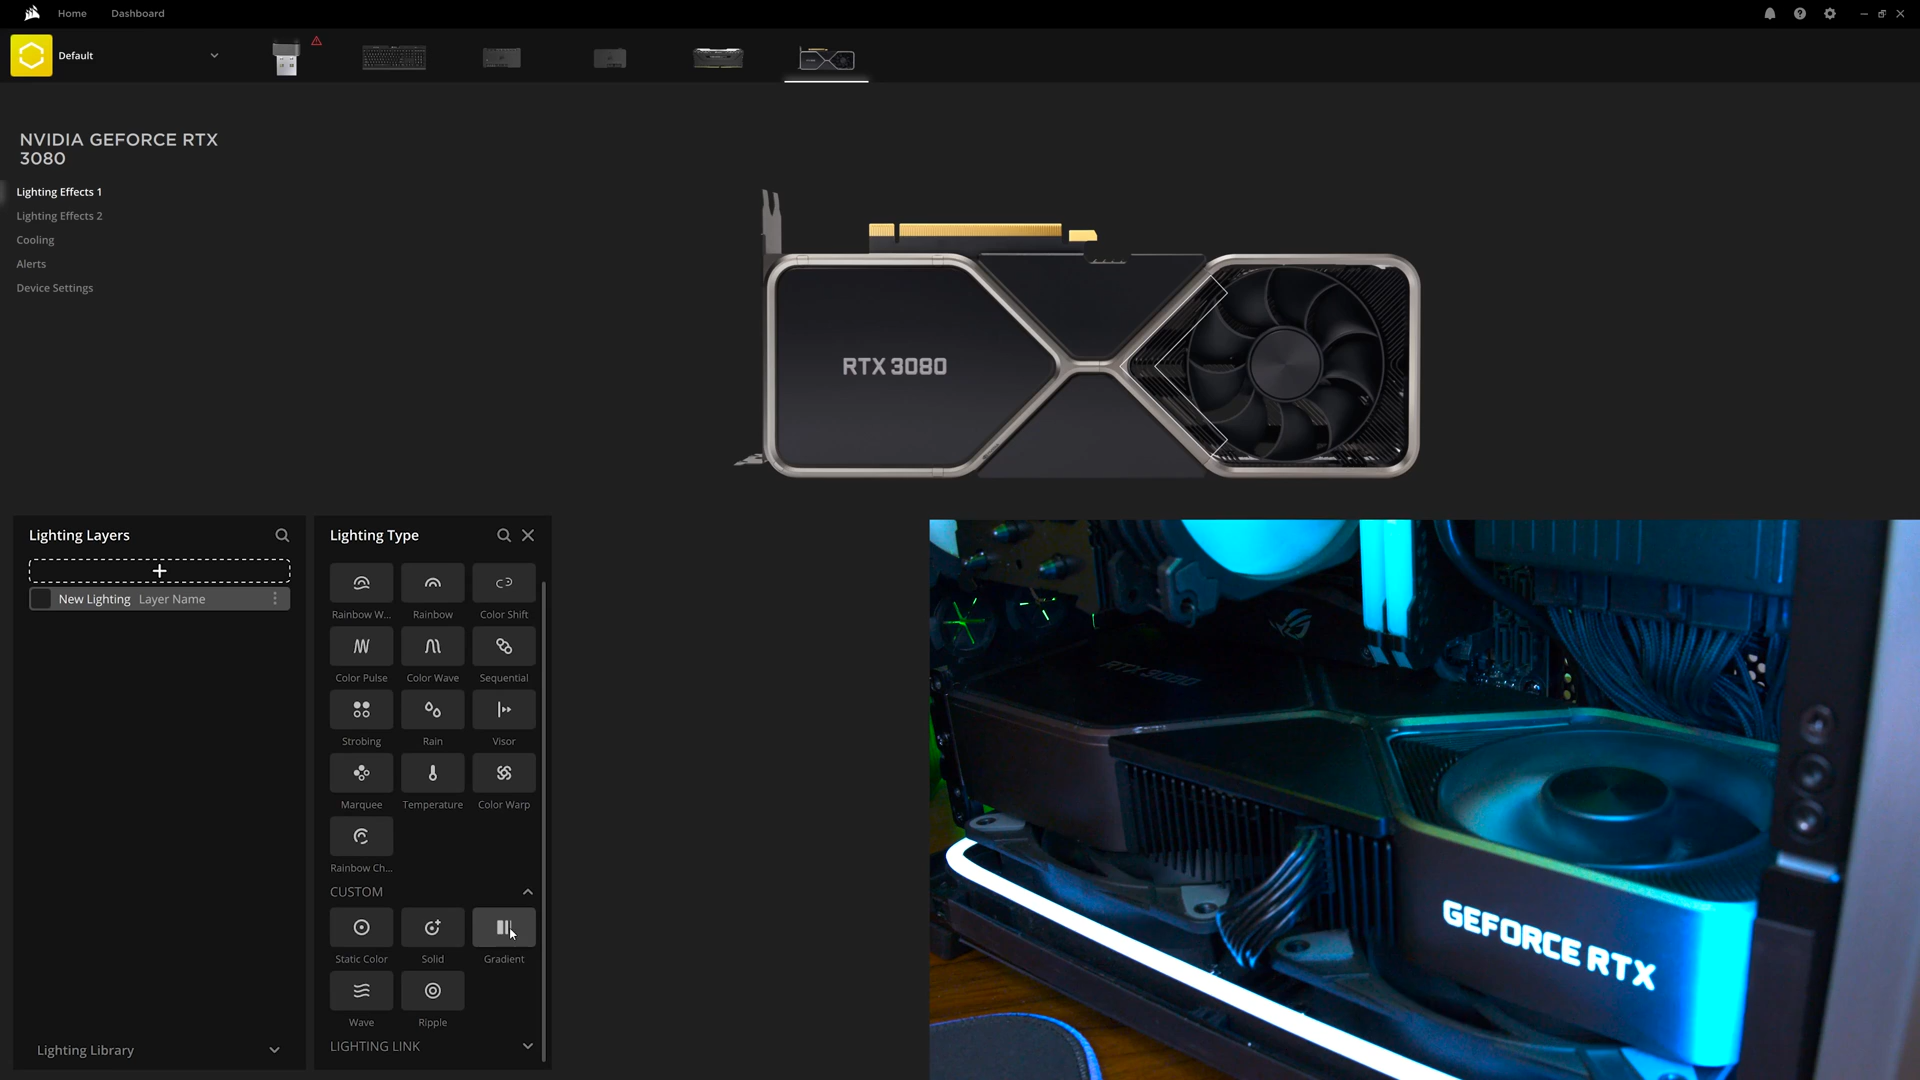 Home Dashboard
Default
NVIDIA GEFORCE RTX
3080
Lighting Effects 1
Lighting Effects 2
Cooling
Alerts
Device Settings
RTX 3080
Lighting Layers
New Lighting Layer Name
Lighting Library
Lighting Type
Rainbow W... Rainbow Color Shift
Color Pulse Color Wave Sequential
Strobing Rain Visor
Marquee Temperature Color Warp
Rainbow Ch...
CUSTOM
Static Color Solid Gradient
Wave Ripple
LIGHTING LINK
RTX 3080
GEFORCE RTX